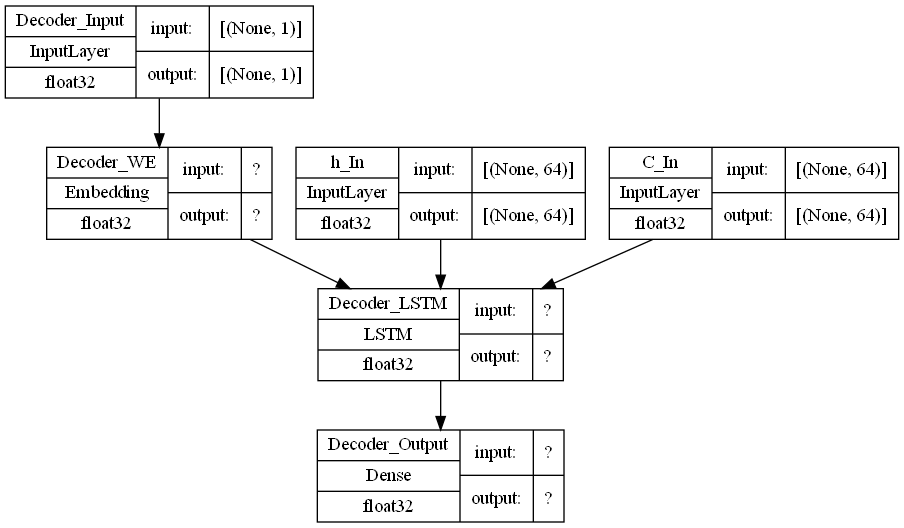 Decoder_Input
InputLayer
float32
input:
[(None, 1)]
output:
[(None, 1)]
Decoder_WE
Embedding
float32
input:
?
output:
?
h_In
InputLayer
float32
input:
[(None, 64)]
output:
[(None, 64)]
C_In
InputLayer
float32
input:
[(None, 64)]
output:
[(None, 64)]
Decoder_LSTM
LSTM
float32
input:
?
output:
?
Decoder_Output
Dense
float32
input:
?
output:
?